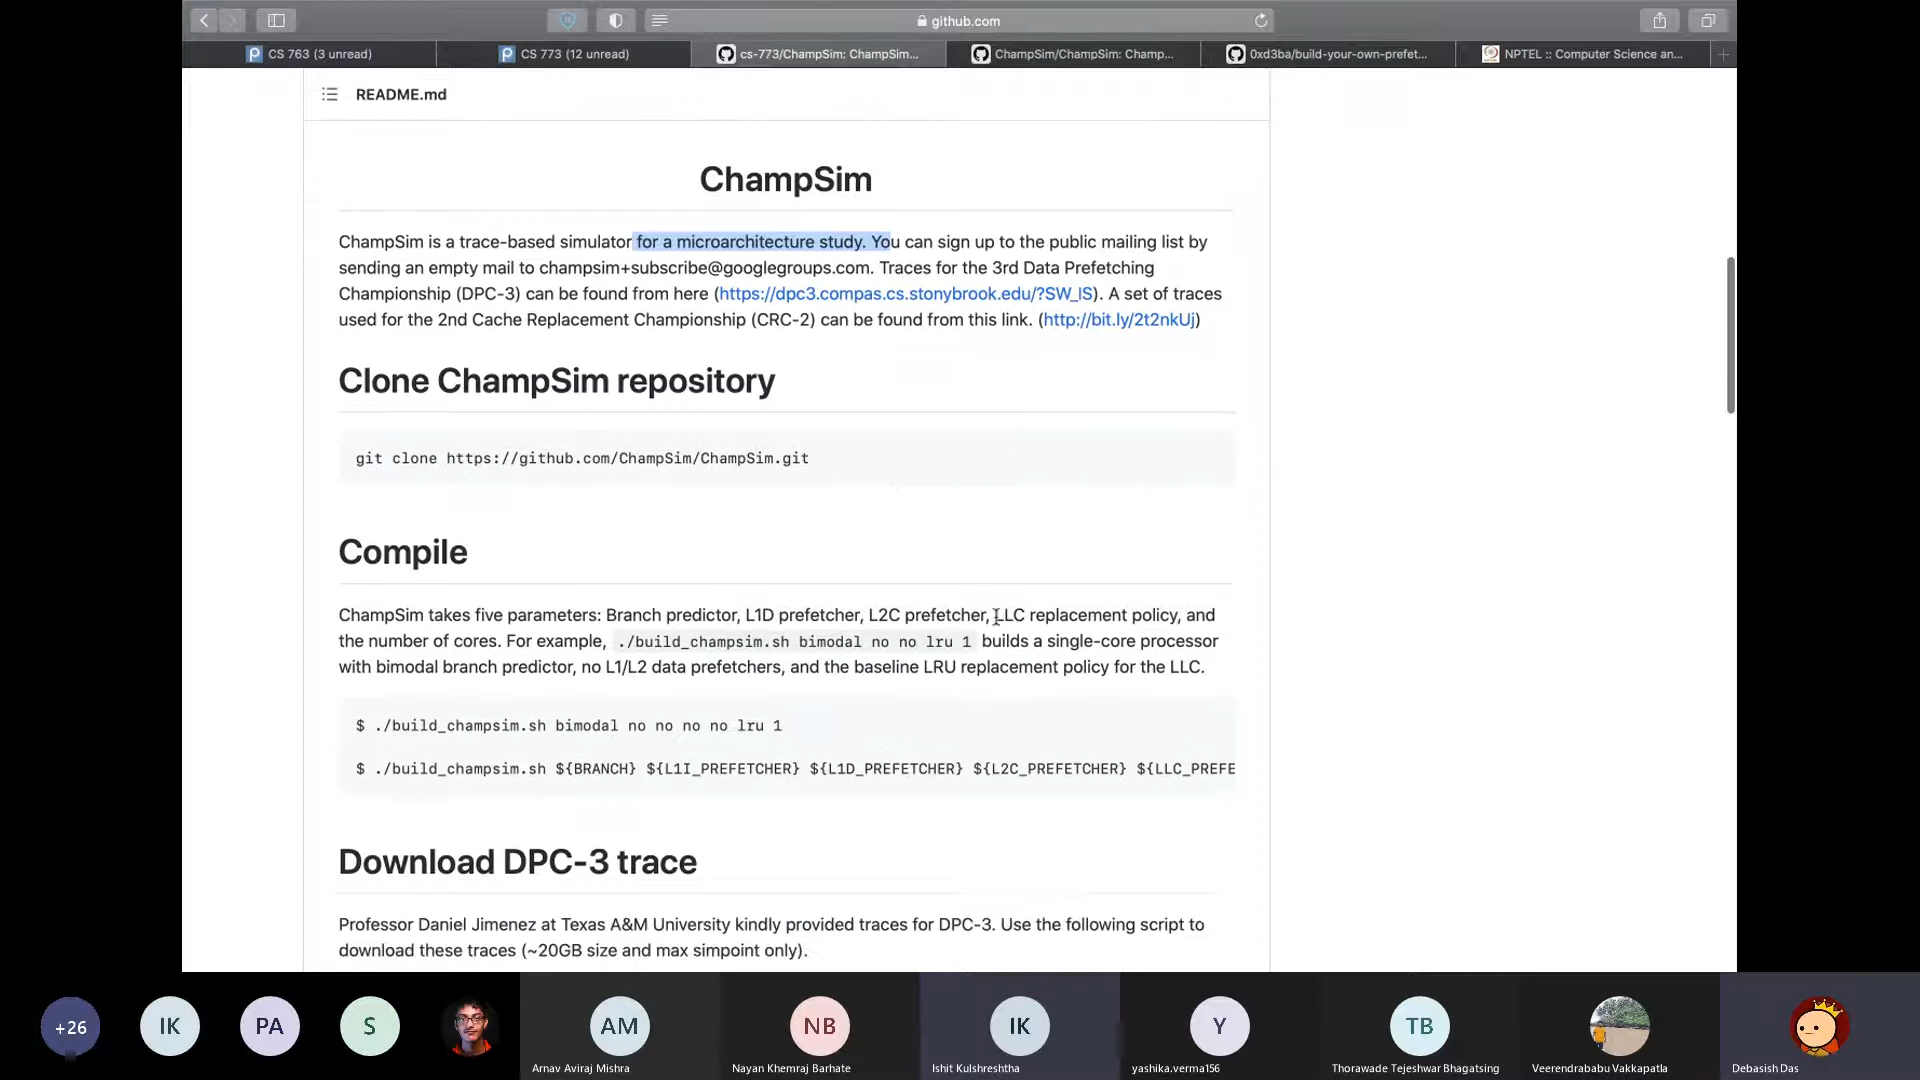 github.com
CS 763 (3 unread)
CS 773 (12 unread)
cs-773/ChampSim: ChampSim...
ChampSim/ChampSim: Champ...
0xd3ba/build-your-own-prefet...
NPTEL :: Computer Science an...
README.md
ChampSim
ChampSim is a trace-based simulator for a microarchitecture study. You can sign up to the public mailing list by
sending an empty mail to champsim+subscribe@googlegroups.com. Traces for the 3rd Data Prefetching
Championship (DPC-3) can be found from here (https://dpc3.compas.cs.stonybrook.edu/?SW_IS). A set of traces
used for the 2nd Cache Replacement Championship (CRC-2) can be found from this link. (http://bit.ly/2t2nkUj)
Clone ChampSim repository
git clone https://github.com/ChampSim/ChampSim.git
Compile
ChampSim takes five parameters: Branch predictor, L1D prefetcher, L2C prefetcher, LLC replacement policy, and
the number of cores. For example, ./build_champsim.sh bimodal no no lru 1 builds a single-core processor
with bimodal branch predictor, no L1/L2 data prefetchers, and the baseline LRU replacement policy for the LLC.
$ ./build_champsim.sh bimodal no no no no lru 1
$ ./build_champsim.sh ${BRANCH} ${L1I_PREFETCHER} ${L1D_PREFETCHER} ${L2C_PREFETCHER} ${LLC_PREFE
Download DPC-3 trace
Professor Daniel Jimenez at Texas A&M University kindly provided traces for DPC-3. Use the following script to
download these traces (~20GB size and max simpoint only).
+26
IK
PA
S
AM
NB
IK
Y
TB
Arnav Aviraj Mishra
Nayan Khemraj Barhate
Ishit Kulshreshtha
yashika.verma156
Thorawade Tejeshwar Bhagatsing
Veerendrababu Vakkapatla
Debasish Das